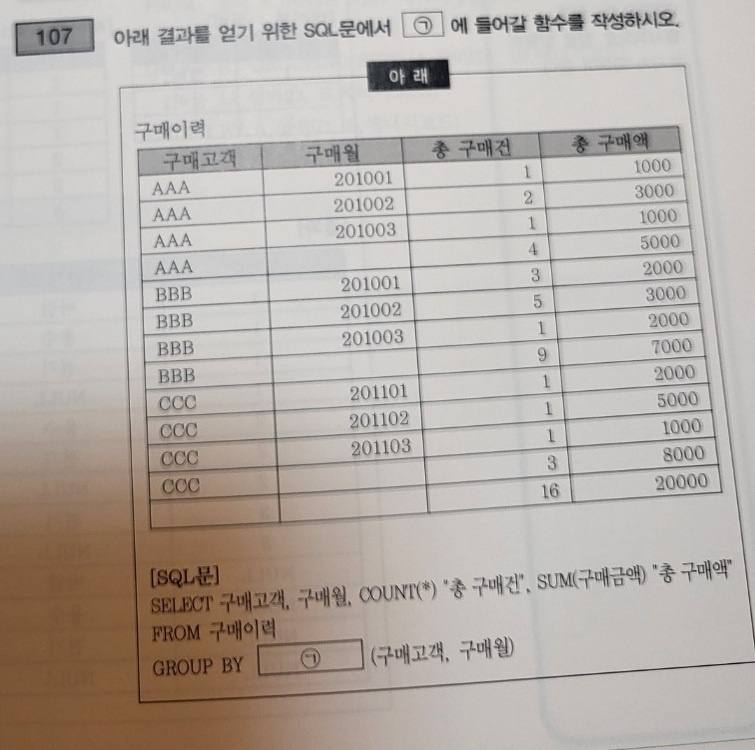 107 아래 결과를 얻기 위한 SQL문에서 ㉠ 에 들어갈 함수를 작성하시오.
아 래
구매이력
구매고객 구매월 총 구매건 총 구매액
AAA 201001 1 1000
AAA 201002 2 3000
AAA 201003 1 1000
AAA 4 5000
BBB 201001 3 2000
BBB 201002 5 3000
BBB 201003 1 2000
BBB 9 7000
CCC 201101 1 2000
CCC 201102 1 5000
CCC 201103 1 1000
CCC 3 8000
16 20000
[SQL문]
SELECT 구매고객, 구매월, COUNT(*) "총 구매건", SUM(구매금액) "총 구매액"
FROM 구매이력
GROUP BY ㉠ (구매고객, 구매월)